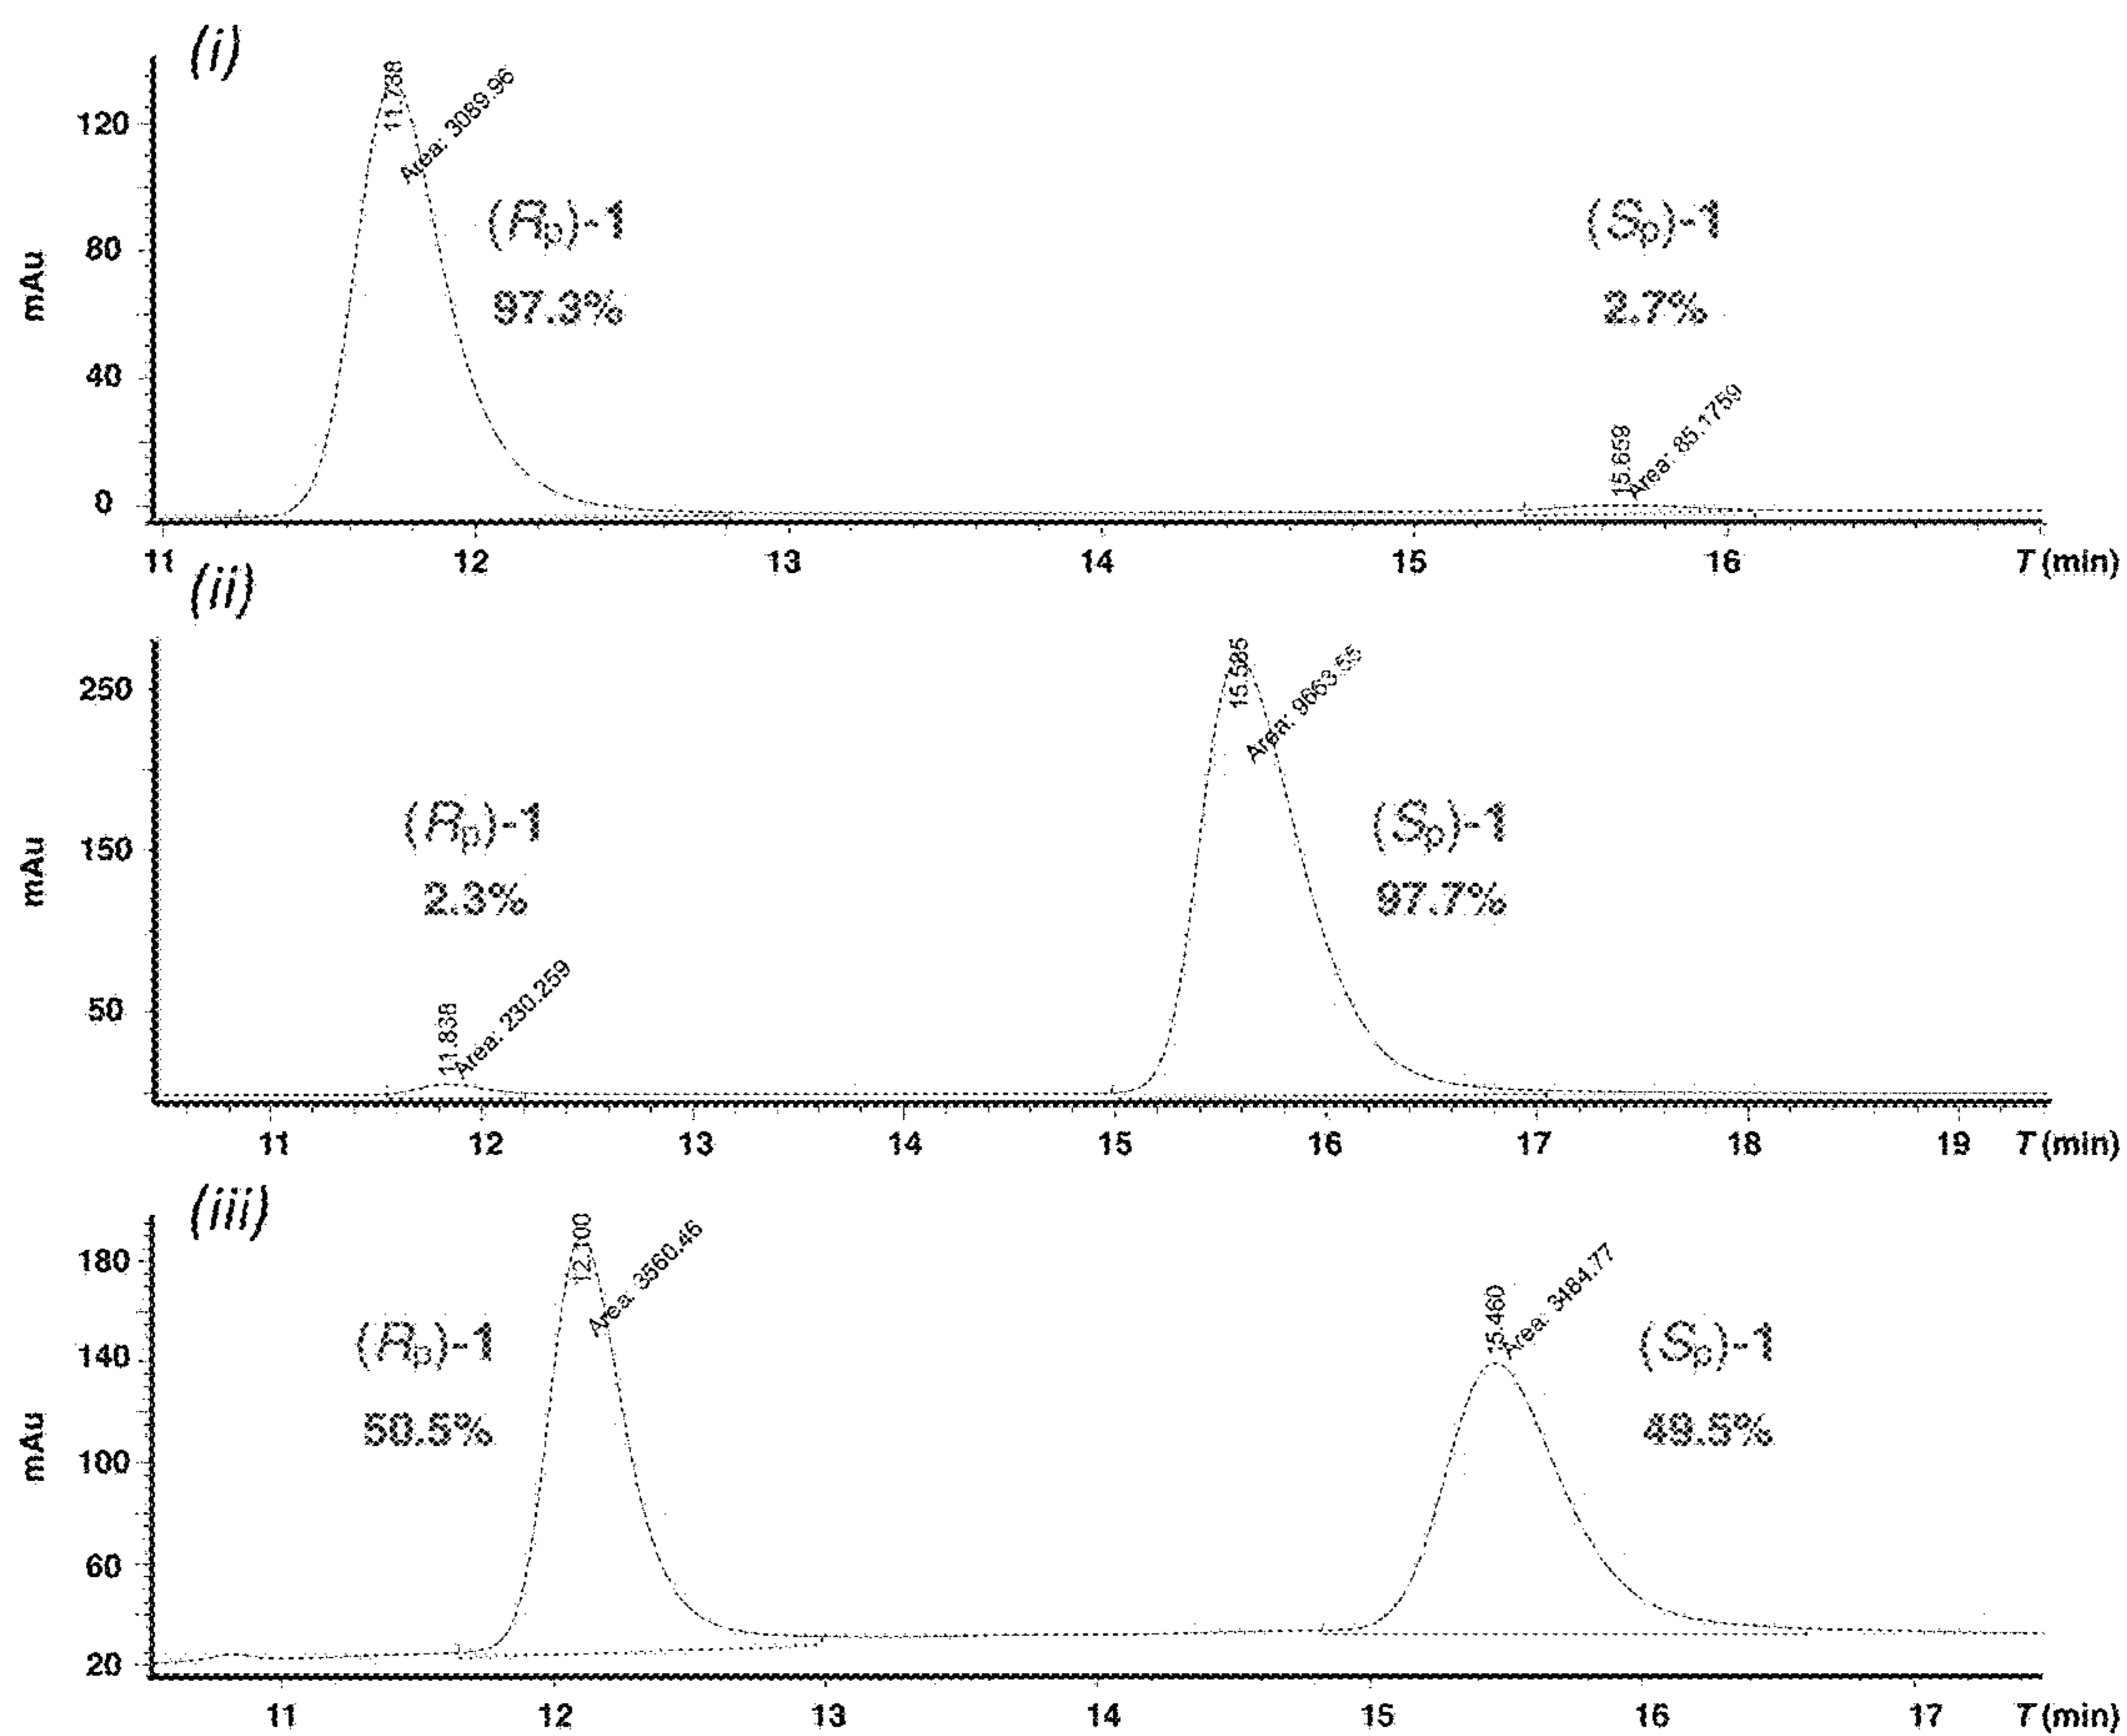 (i)
11.738
Area: 3089.96
120
80
40
0
mAu
(Rp)-1
97.3%
(Sp)-1
2.7%
15.659
Area: 85.1759
11 12 13 14 15 16 T (min)
(ii)
250
150
50
mAu
15.585
Area: 9663.55
(Rp)-1
2.3%
(Sp)-1
97.7%
11.838
Area: 230.259
11 12 13 14 15 16 17 18 19 T (min)
(iii)
180
140
100
60
20
mAu
12.100
Area: 3560.46
15.460
Area: 3484.77
(Rp)-1
50.5%
(Sp)-1
49.5%
11 12 13 14 15 16 17 T (min)